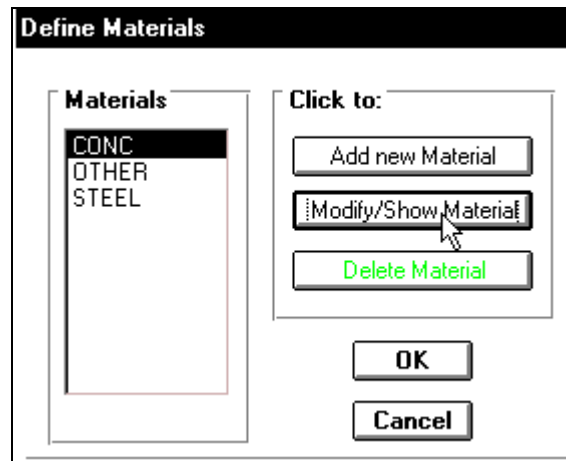 Define Materials
Materials
CONC
OTHER
STEEL
Click to:
Add new Material
Modify/Show Material
Delete Material
OK
Cancel